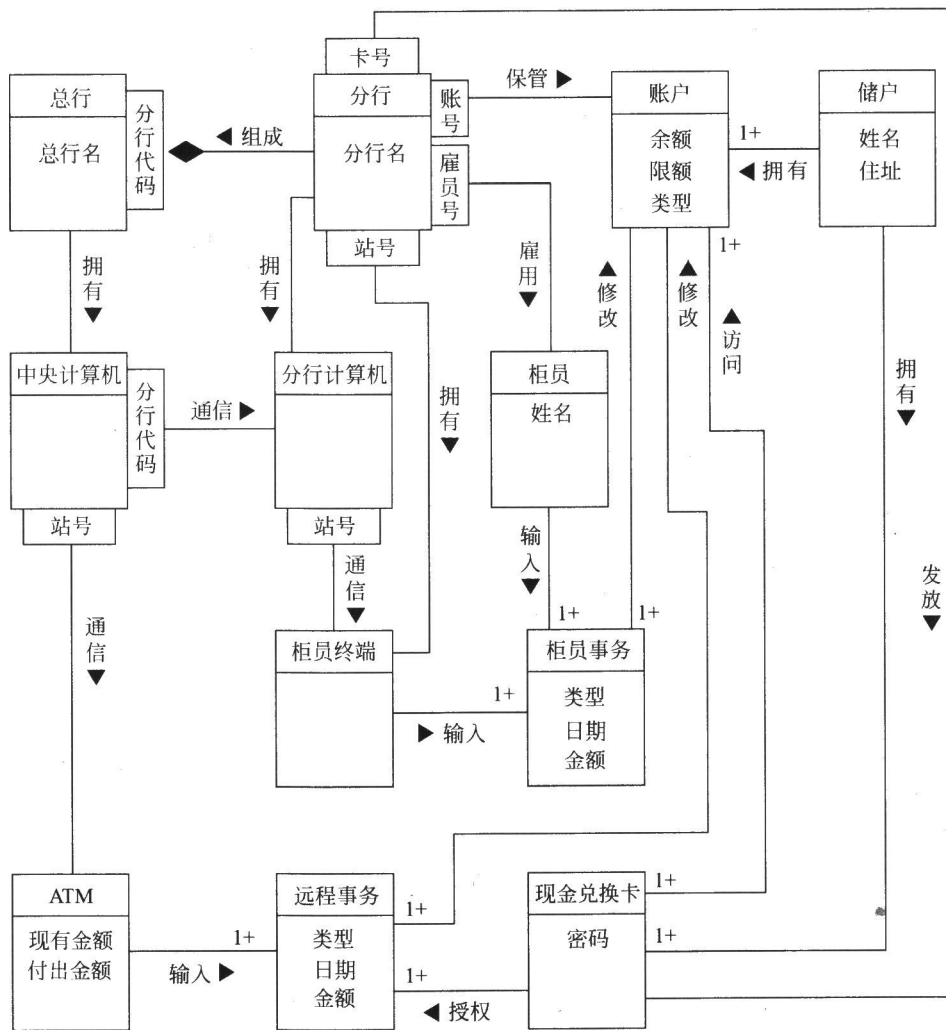 卡号
总行
分行代码
总行名
◀ 组成
分行
分行名
账号
雇员号
站号
保管 ▶
账户
余额
限额
类型
1+
◀ 拥有
储户
姓名
住址
拥有▼
拥有▼
拥有▼
雇用▼
▲修改
▲修改
1+
▲访问
拥有▼
中央计算机
分行代码
站号
通信▶
分行计算机
站号
柜员
姓名
通信▼
通信▼
输入▼
1+
1+
发放▼
柜员终端
1+
▶ 输入
柜员事务
类型
日期
金额
ATM
现有金额
付出金额
1+
输入 ▶
远程事务
类型
日期
金额
1+
1+
◀ 授权
现金兑换卡
密码
1+
1+